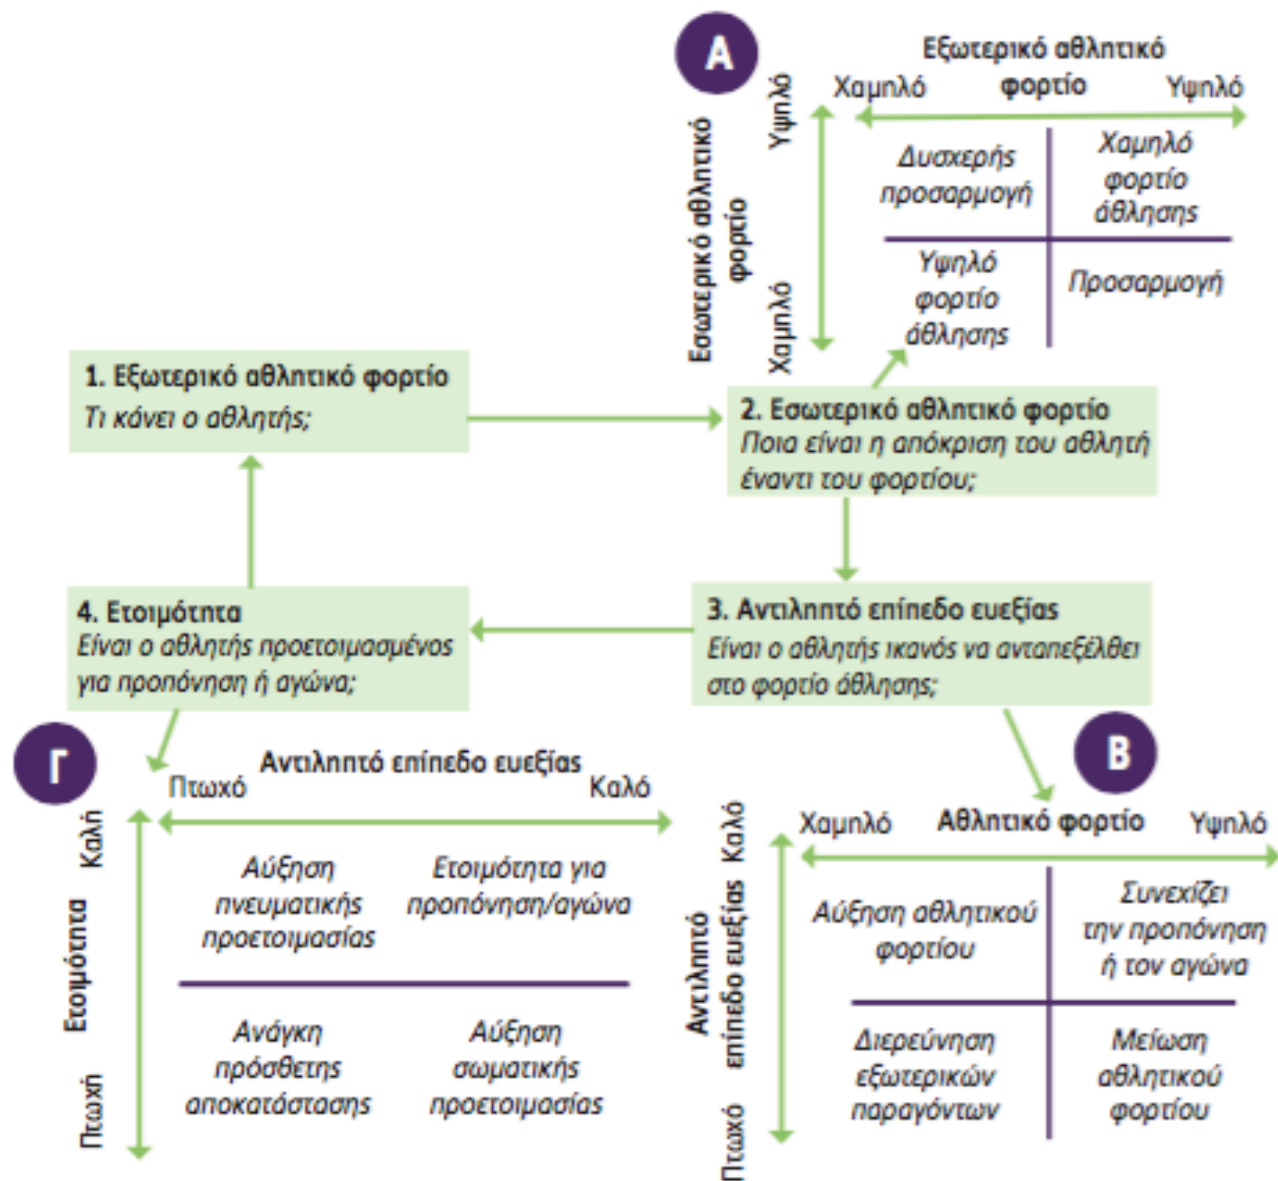 Α
Εξωτερικό αθλητικό
φορτίο
Χαμηλό
Υψηλό
Εσωτερικό αθλητικό
φορτίο
Υψηλό
Χαμηλό
Δυσχερής
προσαρμογή
Χαμηλό
φορτίο
άθλησης
Υψηλό
φορτίο
άθλησης
Προσαρμογή
1. Εξωτερικό αθλητικό φορτίο
Τι κάνει ο αθλητής;
2. Εσωτερικό αθλητικό φορτίο
Ποια είναι η απόκριση του αθλητή
έναντι του φορτίου;
4. Ετοιμότητα
Είναι ο αθλητής προετοιμασμένος
για προπόνηση ή αγώνα;
3. Αντιληπτό επίπεδο ευεξίας
Είναι ο αθλητής ικανός να ανταπεξέλθει
στο φορτίο άθλησης;
Γ
Αντιληπτό επίπεδο ευεξίας
Πτωχό
Καλό
Ετοιμότητα
Καλή
Πτωχή
Αύξηση
πνευματικής
προετοιμασίας
Ετοιμότητα για
προπόνηση/αγώνα
Ανάγκη
πρόσθετης
αποκατάστασης
Αύξηση
σωματικής
προετοιμασίας
Β
Χαμηλό
Αθλητικό φορτίο
Υψηλό
Αντιληπτό
επίπεδο ευεξίας
Καλό
Πτωχό
Αύξηση αθλητικού
φορτίου
Συνεχίζει
την προπόνηση
ή τον αγώνα
Διερεύνηση
εξωτερικών
παραγόντων
Μείωση
αθλητικού
φορτίου